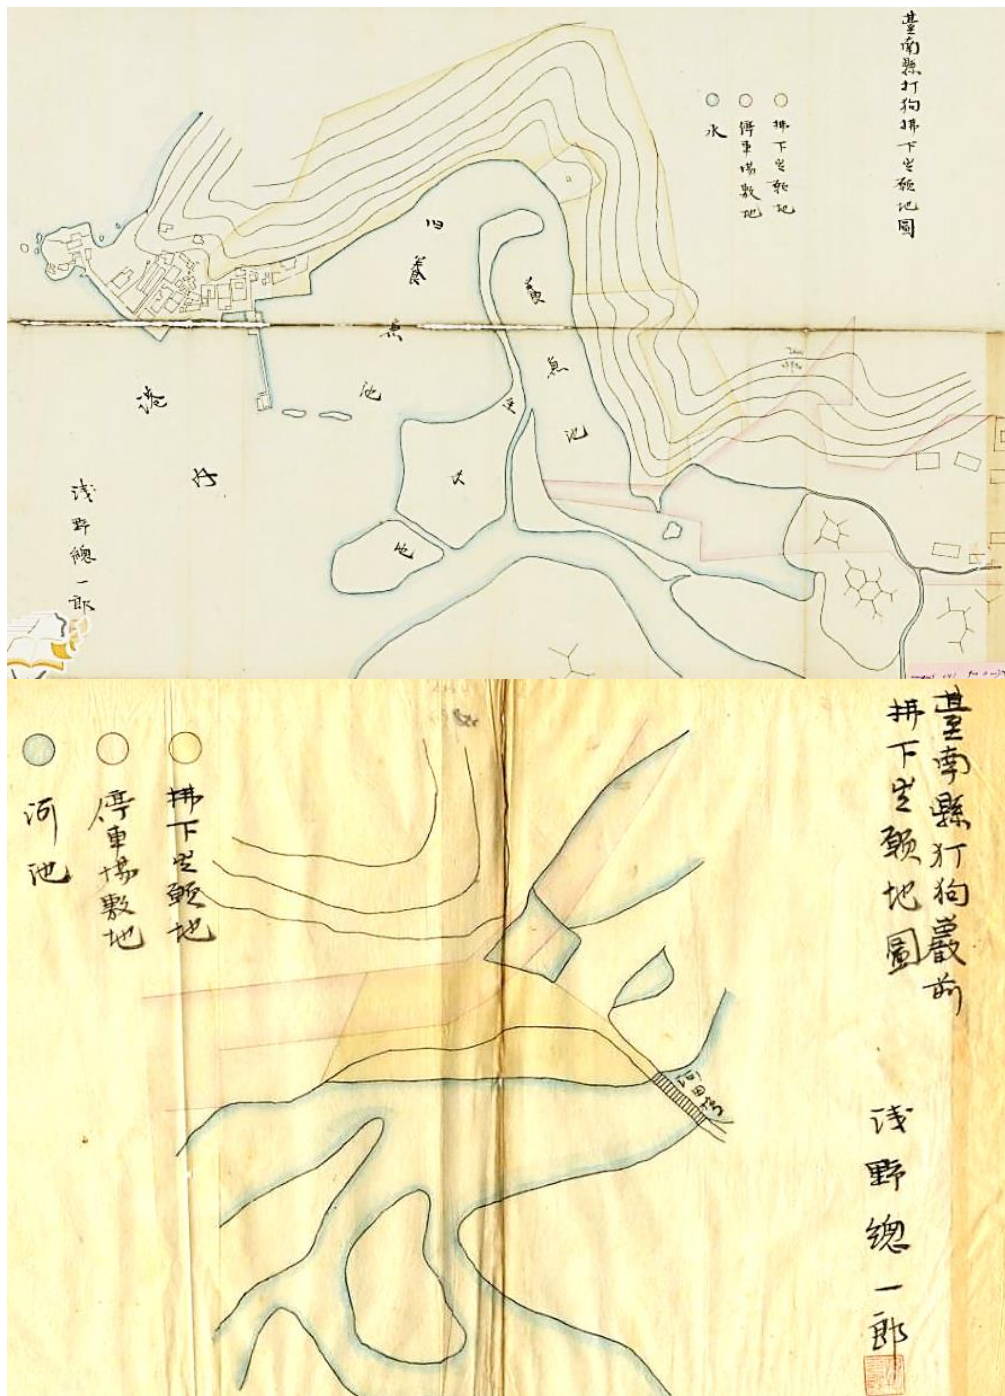 臺南縣打狗拂下出願地圖
拂下出願地
停車場敷地
水
旧養魚池
養魚池
港
浅野總一郎
臺南縣打狗巖前
拂下出願地圖
拂下出願地
停車場敷地
河池
浅野總一郎